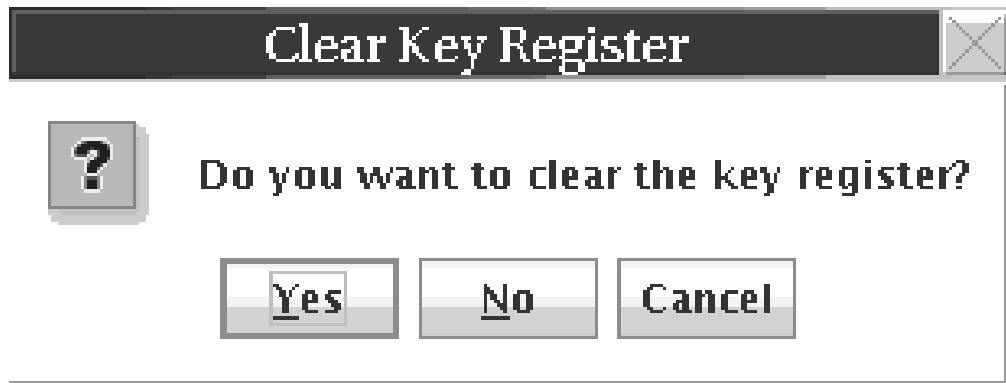 Clear Key Register
Do you want to clear the key register?
Yes No Cancel